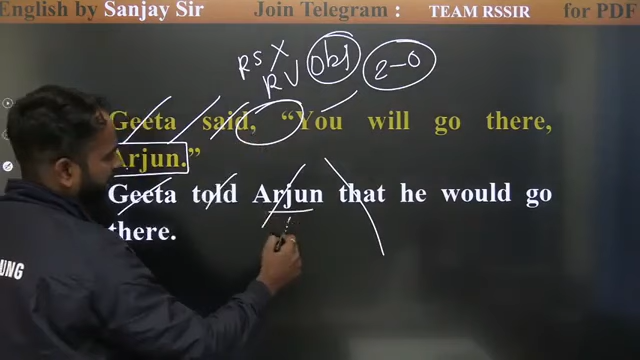 English by Sanjay Sir Join Telegram : TEAM RSSIR for PDF
RS X
RV Obj 2-O
Geeta said, "You will go there,
Arjun."
Geeta told Arjun that he would go
there.
UNG